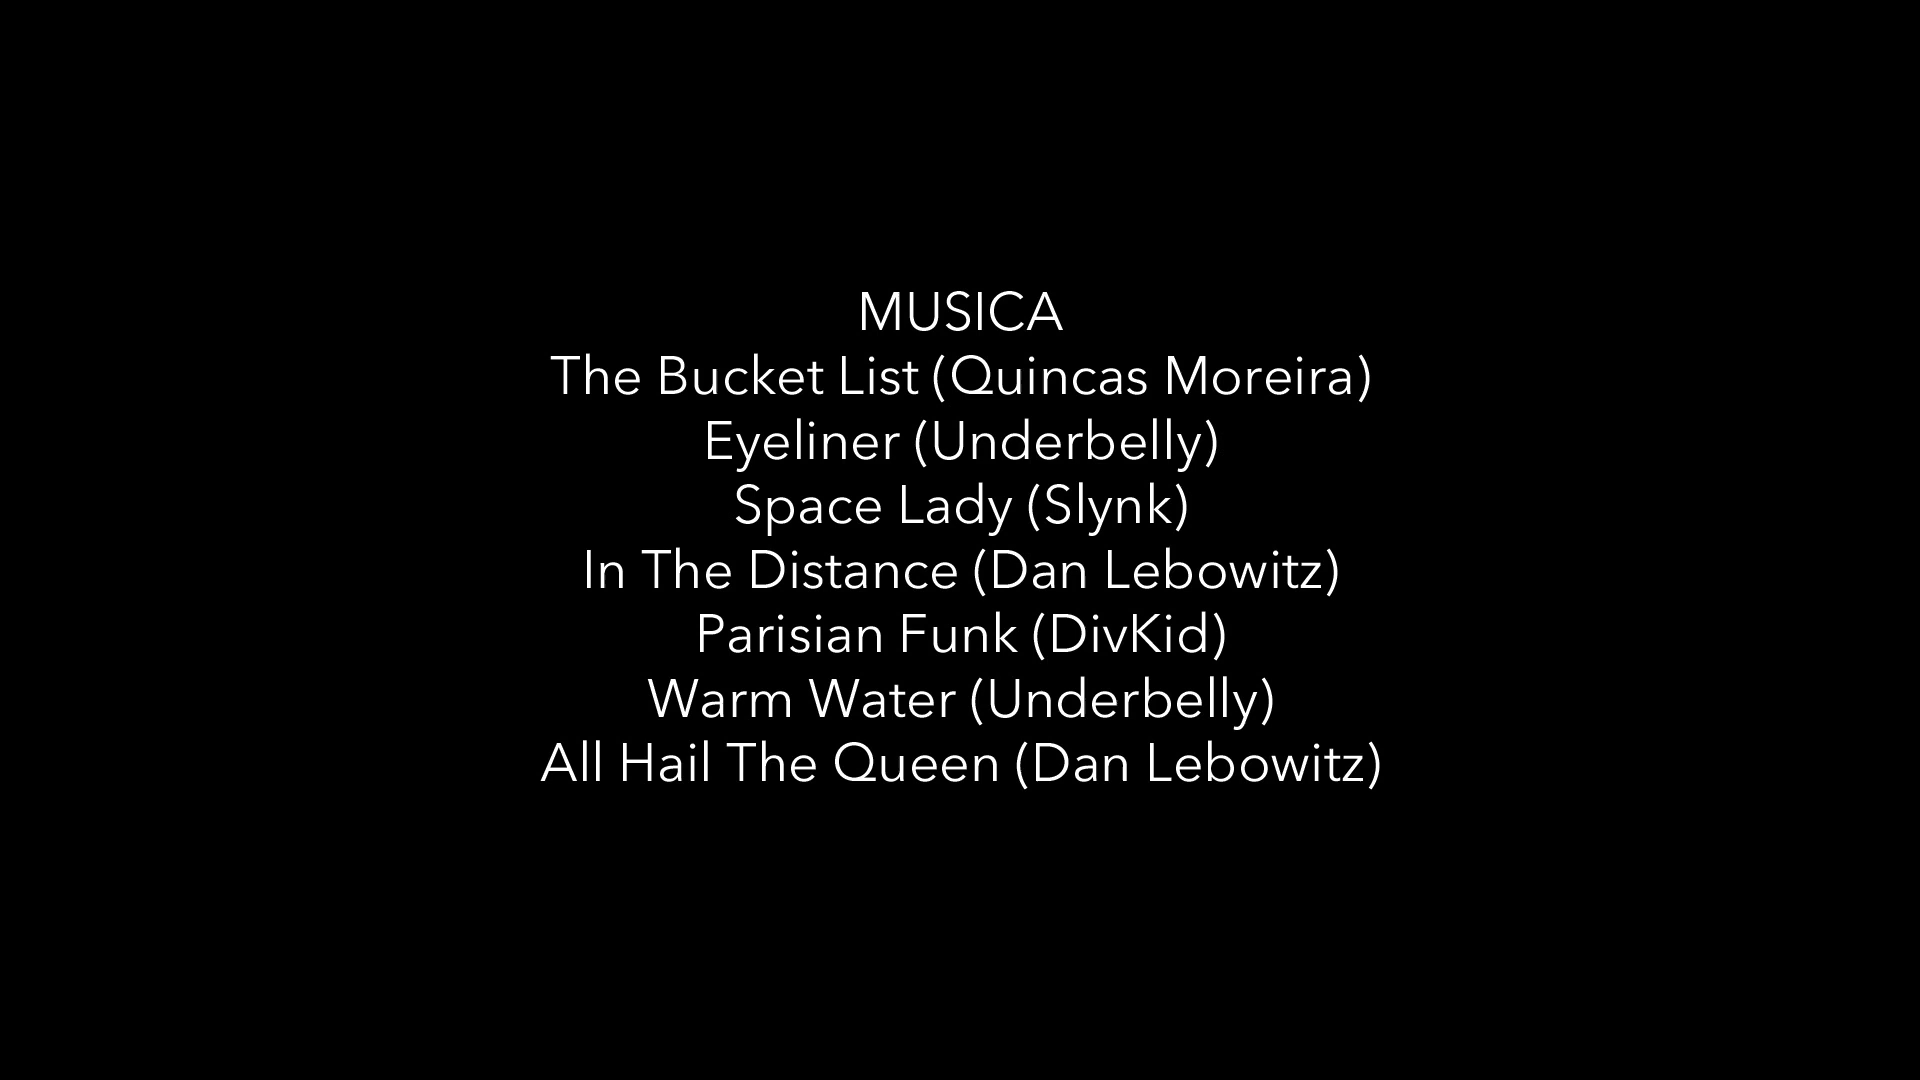 MUSICA
The Bucket List (Quincas Moreira)
Eyeliner (Underbelly)
Space Lady (Slynk)
In The Distance (Dan Lebowitz)
Parisian Funk (DivKid)
Warm Water (Underbelly)
All Hail The Queen (Dan Lebowitz)